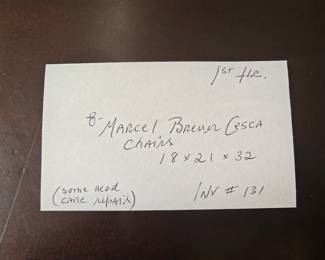 1st flr.
8- Marcel Breuer Cesca
Chairs
18 x 21 x 32
(some need
cane repair)
Inv # 131